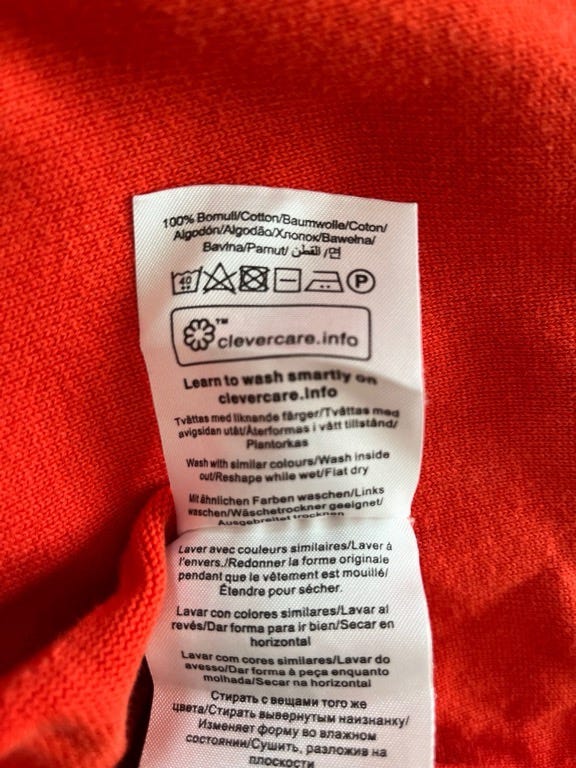 100% Bomull/Cotton/Baumwolle/Coton/
Algodón/Algodão/Хлопок/Bawełna/
Bavlna/Pamut/ القطن /면
40
P
™
clevercare.info
Learn to wash smartly on
clevercare.info
Tvättas med liknande färger/Tvättas med
avigsidan utåt/Återformas i vått tillstånd/
Plantorkas
Wash with similar colours/Wash inside
out/Reshape while wet/Flat dry
Mit ähnlichen Farben waschen/Links
waschen/Wäschetrockner geeignet/
Ausgebreitet trocknen
Laver avec couleurs similaires/Laver à
l'envers./Redonner la forme originale
pendant que le vêtement est mouillé/
Étendre pour sécher.
Lavar con colores similares/Lavar al
revés/Dar forma para ir bien/Secar en
horizontal
Lavar com cores similares/Lavar do
avesso/Dar forma à peça enquanto
molhada/Secar na horizontal
Стирать с вещами того же
цвета/Стирать вывернутым наизнанку/
Изменяет форму во влажном
состоянии/Сушить, разложив на
плоскости